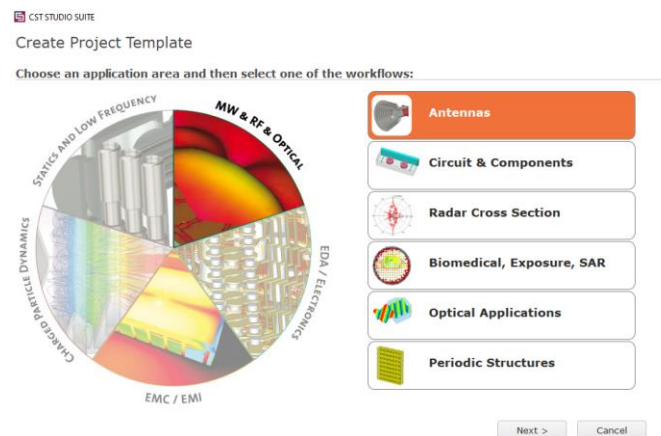 CST STUDIO SUITE
Create Project Template
Choose an application area and then select one of the workflows:
STATICS AND LOW FREQUENCY
MW & RF & OPTICAL
EDA / ELECTRONICS
EMC / EMI
CHARGED PARTICLE DYNAMICS
Antennas
Circuit & Components
Radar Cross Section
Biomedical, Exposure, SAR
Optical Applications
Periodic Structures
Next >
Cancel